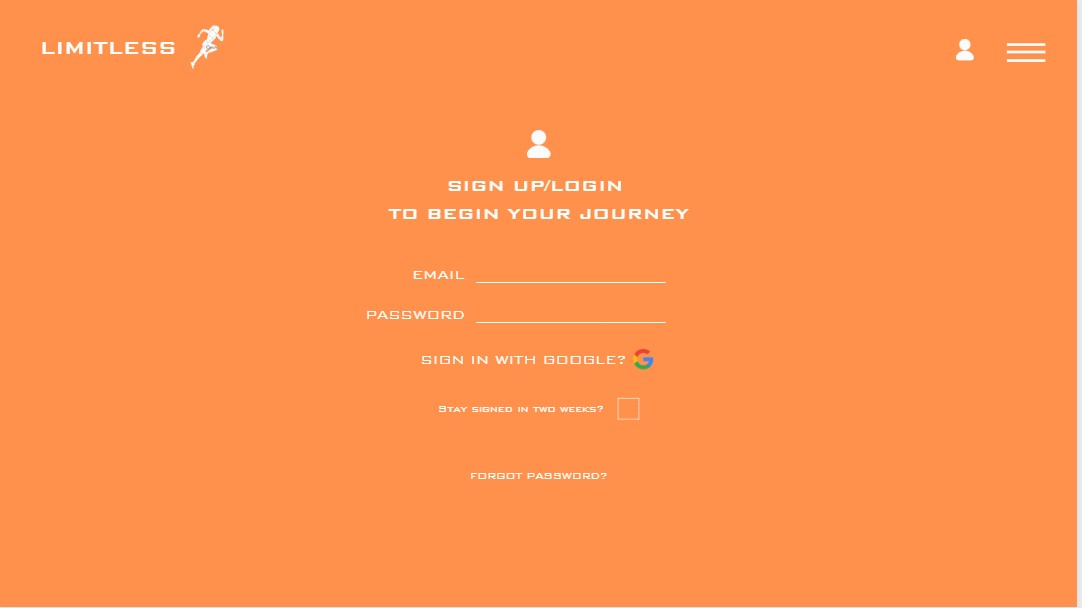 LIMITLESS
SIGN UP/LOGIN
TO BEGIN YOUR JOURNEY
EMAIL
PASSWORD
SIGN IN WITH GOOGLE?
STAY SIGNED IN TWO WEEKS?
FORGOT PASSWORD?